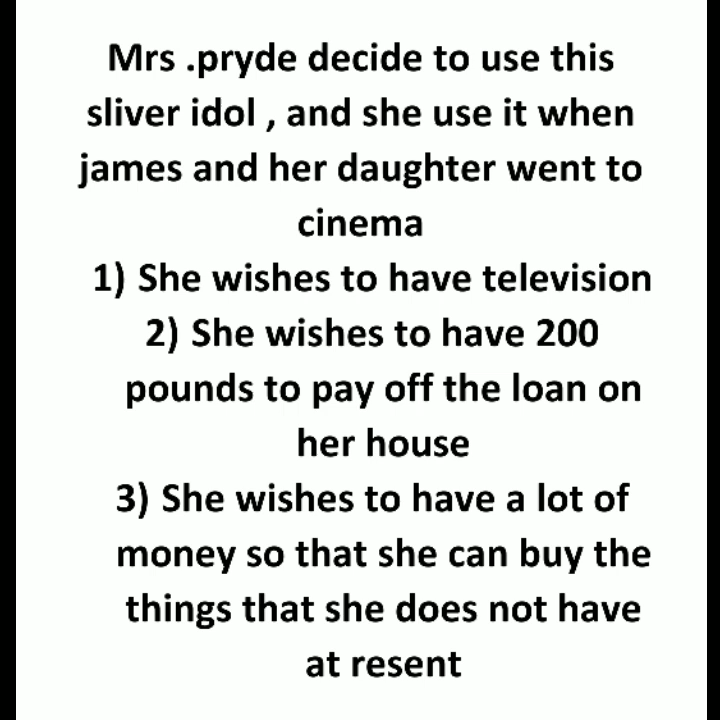 Mrs .pryde decide to use this
sliver idol , and she use it when
james and her daughter went to
cinema
1) She wishes to have television
2) She wishes to have 200
pounds to pay off the loan on
her house
3) She wishes to have a lot of
money so that she can buy the
things that she does not have
at resent